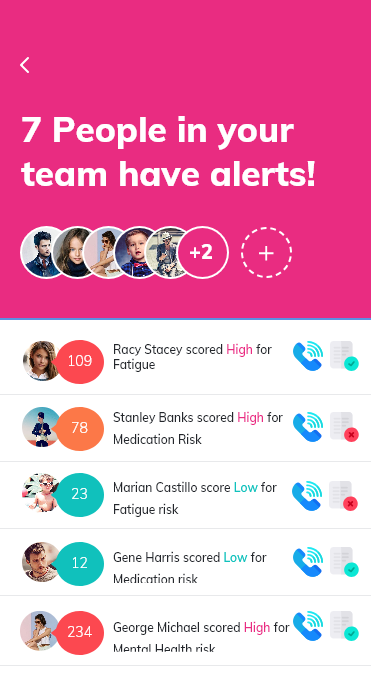 7 People in your
team have alerts!
+2
109
Racy Stacey scored High for
Fatigue
78
Stanley Banks scored High for
Medication Risk
23
Marian Castillo score Low for
Fatigue risk
12
Gene Harris scored Low for
Medication risk
234
George Michael scored High for
Mental Health risk